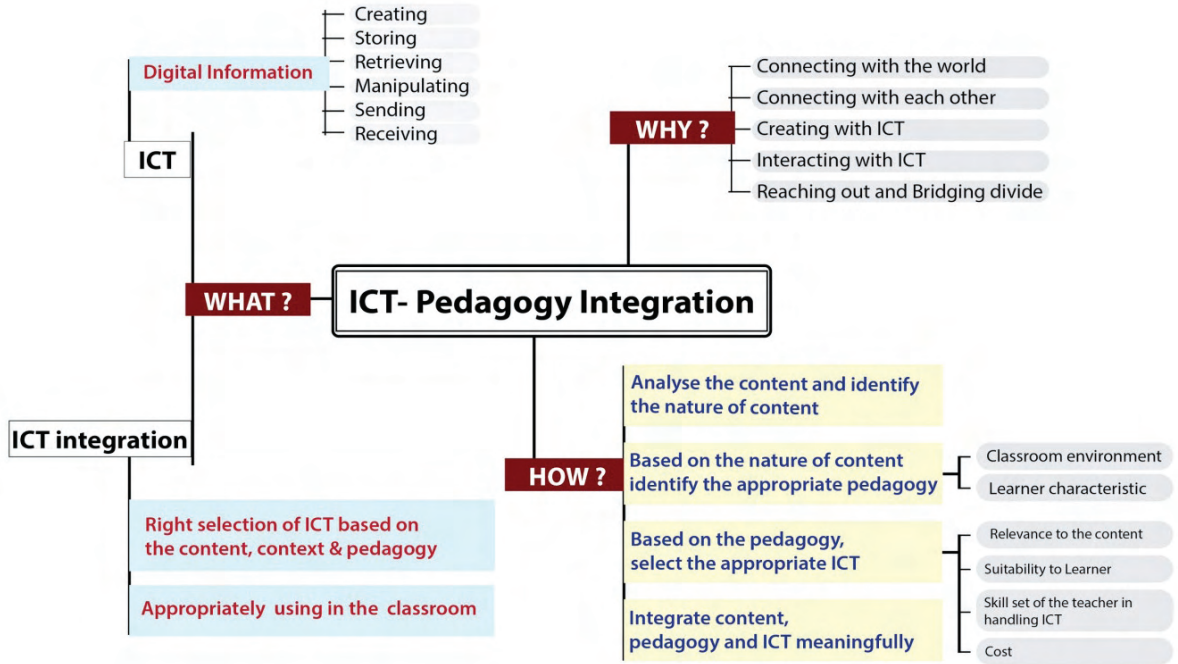 Creating
Storing
Retrieving
Manipulating
Sending
Receiving
Digital Information
ICT
WHY ?
Connecting with the world
Connecting with each other
Creating with ICT
Interacting with ICT
Reaching out and Bridging divide
WHAT ?
ICT- Pedagogy Integration
ICT integration
Right selection of ICT based on
the content, context & pedagogy
Appropriately using in the classroom
HOW ?
Analyse the content and identify
the nature of content
Based on the nature of content
identify the appropriate pedagogy
Classroom environment
Learner characteristic
Based on the pedagogy,
select the appropriate ICT
Relevance to the content
Suitability to Learner
Skill set of the teacher in
handling ICT
Cost
Integrate content,
pedagogy and ICT meaningfully